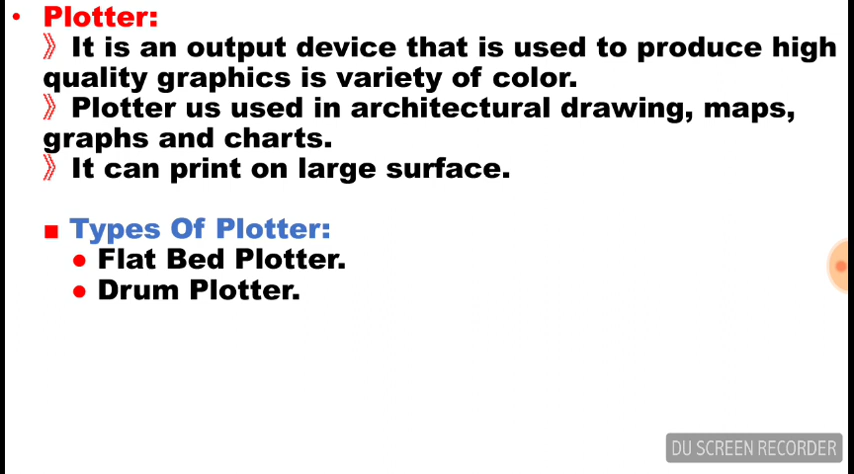 • Plotter:
》 It is an output device that is used to produce high
quality graphics is variety of color.
》 Plotter us used in architectural drawing, maps,
graphs and charts.
》 It can print on large surface.
■ Types Of Plotter:
● Flat Bed Plotter.
● Drum Plotter.
DU SCREEN RECORDER